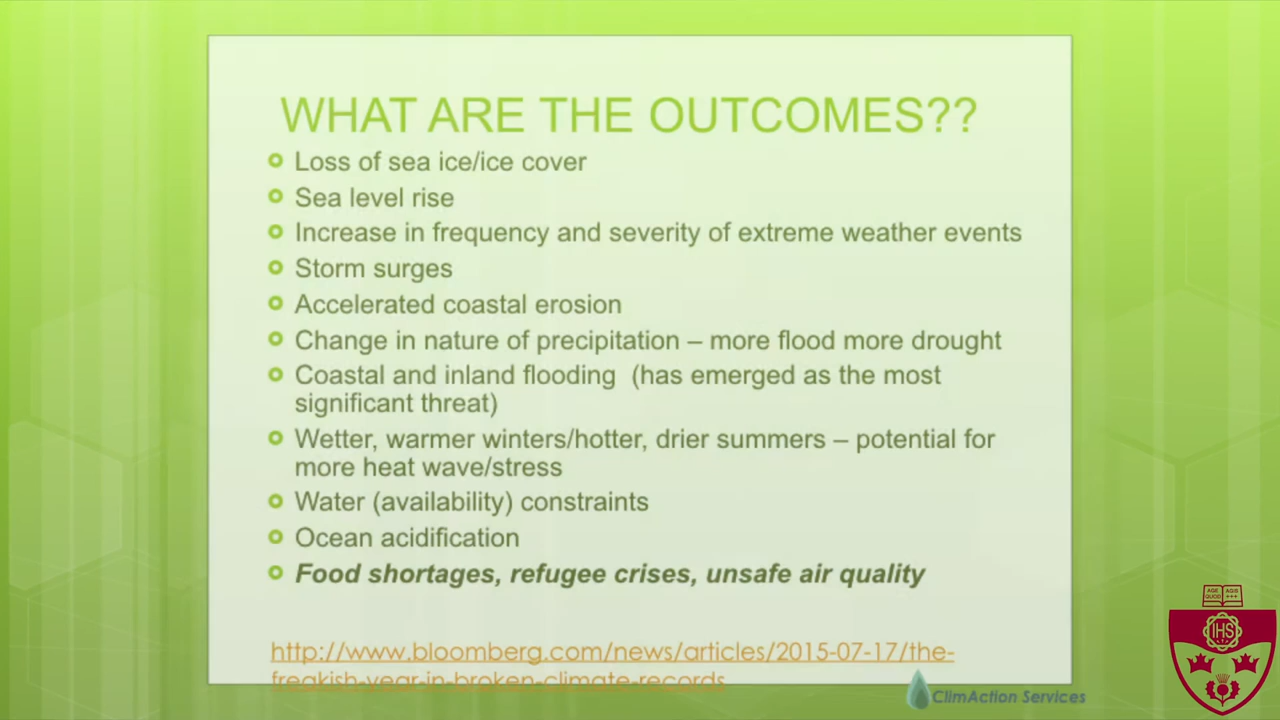 WHAT ARE THE OUTCOMES??
Loss of sea ice/ice cover
Sea level rise
Increase in frequency and severity of extreme weather events
Storm surges
Accelerated coastal erosion
Change in nature of precipitation – more flood more drought
Coastal and inland flooding (has emerged as the most
significant threat)
Wetter, warmer winters/hotter, drier summers – potential for
more heat wave/stress
Water (availability) constraints
Ocean acidification
Food shortages, refugee crises, unsafe air quality
http://www.bloomberg.com/news/articles/2015-07-17/the-
freakish-year-in-broken-climate-records
ClimAction Services
AGE AGIS
QUOD +++
IHS